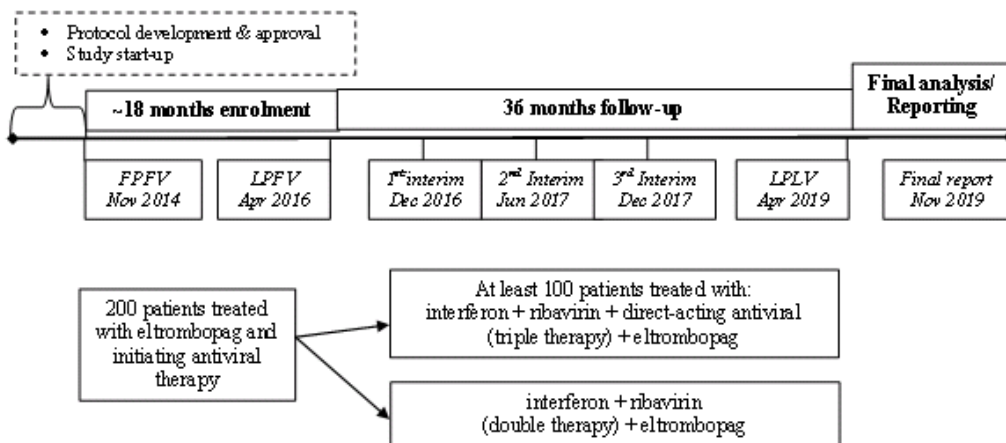 • Protocol development & approval
• Study start-up
~18 months enrolment
36 months follow-up
Final analysis/
Reporting
FPFV
Nov 2014
LPFV
Apr 2016
1st interim
Dec 2016
2nd Interim
Jun 2017
3rd Interim
Dec 2017
LPLV
Apr 2019
Final report
Nov 2019
200 patients treated
with eltrombopag and
initiating antiviral
therapy
At least 100 patients treated with:
interferon + ribavirin + direct-acting antiviral
(triple therapy) + eltrombopag
interferon + ribavirin
(double therapy) + eltrombopag